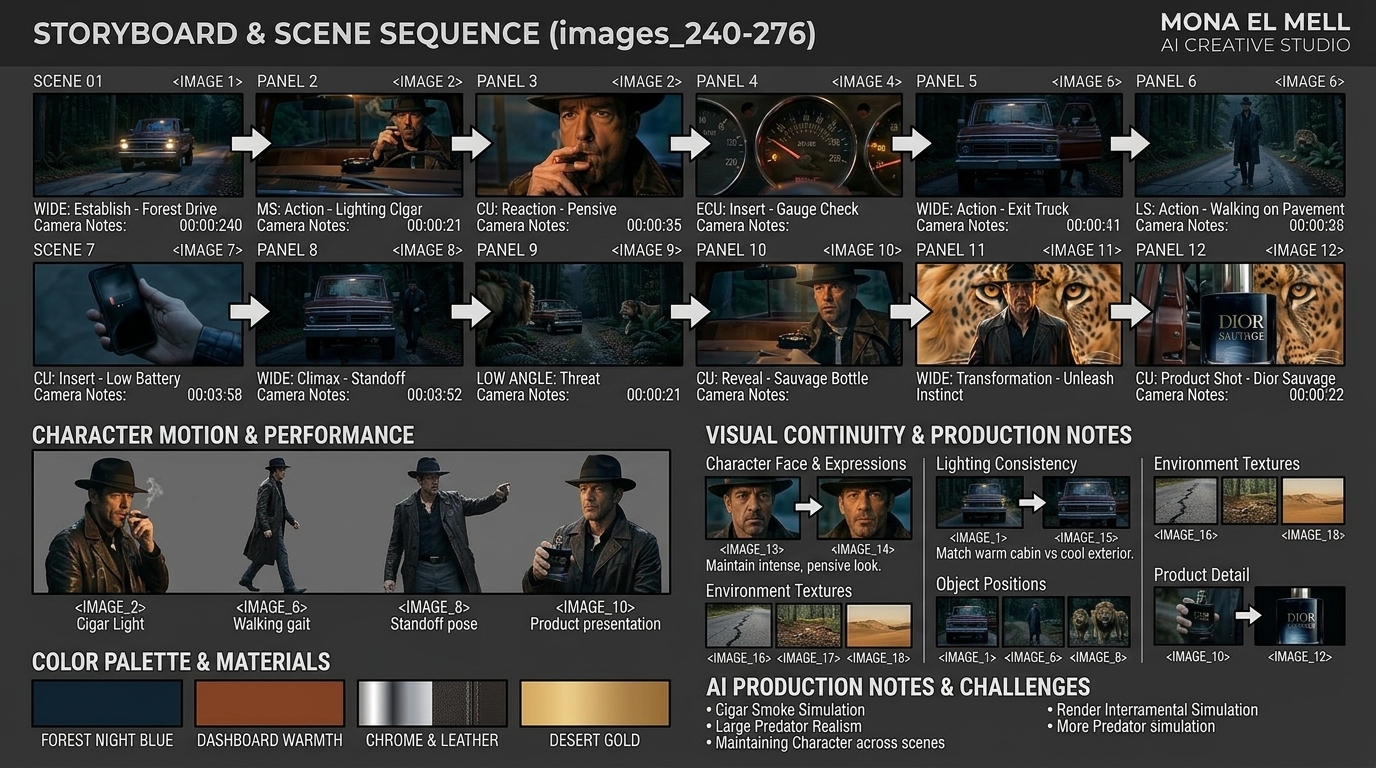 STORYBOARD & SCENE SEQUENCE (images_240-276)
MONA EL MELL
AI CREATIVE STUDIO
SCENE 01 <IMAGE 1>
PANEL 2 <IMAGE 2>
PANEL 3 <IMAGE 2>
PANEL 4 <IMAGE 4>
PANEL 5 <IMAGE 6>
PANEL 6 <IMAGE 6>
WIDE: Establish - Forest Drive
Camera Notes: 00:00:240
MS: Action - Lighting CIgar
Camera Notes: 00:00:21
CU: Reaction - Pensive
Camera Notes: 00:00:35
ECU: Insert - Gauge Check
Camera Notes:
WIDE: Action - Exit Truck
Camera Notes: 00:00:41
LS: Action - Walking on Pavement
Camera Notes: 00:00:38
SCENE 7 <IMAGE 7>
PANEL 8 <IMAGE 8>
PANEL 9 <IMAGE 9>
PANEL 10 <IMAGE 10>
PANEL 11 <IMAGE 11>
PANEL 12 <IMAGE 12>
DIOR
SAUTAGE
CU: Insert - Low Battery
Camera Notes: 00:03:58
WIDE: Climax - Standoff
Camera Notes: 00:03:52
LOW ANGLE: Threat
Camera Notes: 00:00:21
CU: Reveal - Sauvage Bottle
Camera Notes:
WIDE: Transformation - Unleash
Instinct
CU: Product Shot - Dior Sauvage
Camera Notes: 00:00:22
CHARACTER MOTION & PERFORMANCE
<IMAGE_2>
Cigar Light
<IMAGE_6>
Walking gait
<IMAGE_8>
Standoff pose
<IMAGE_10>
Product presentation
COLOR PALETTE & MATERIALS
FOREST NIGHT BLUE
DASHBOARD WARMTH
CHROME & LEATHER
DESERT GOLD
VISUAL CONTINUITY & PRODUCTION NOTES
Character Face & Expressions
<IMAGE_13> <IMAGE_14>
Maintain intense, pensive look.
Environment Textures
<IMAGE_16> <IMAGE_17> <IMAGE_18>
Lighting Consistency
<IMAGE_1> <IMAGE_15>
Match warm cabin vs cool exterior.
Object Positions
<IMAGE_1> <IMAGE_6> <IMAGE_8>
Environment Textures
<IMAGE_16> <IMAGE_18>
Product Detail
DIOR
<IMAGE_10> <IMAGE_12>
AI PRODUCTION NOTES & CHALLENGES
• Cigar Smoke Simulation
• Large Predator Realism
• Maintaining Character across scenes
• Render Interramental Simulation
• More Predator simulation